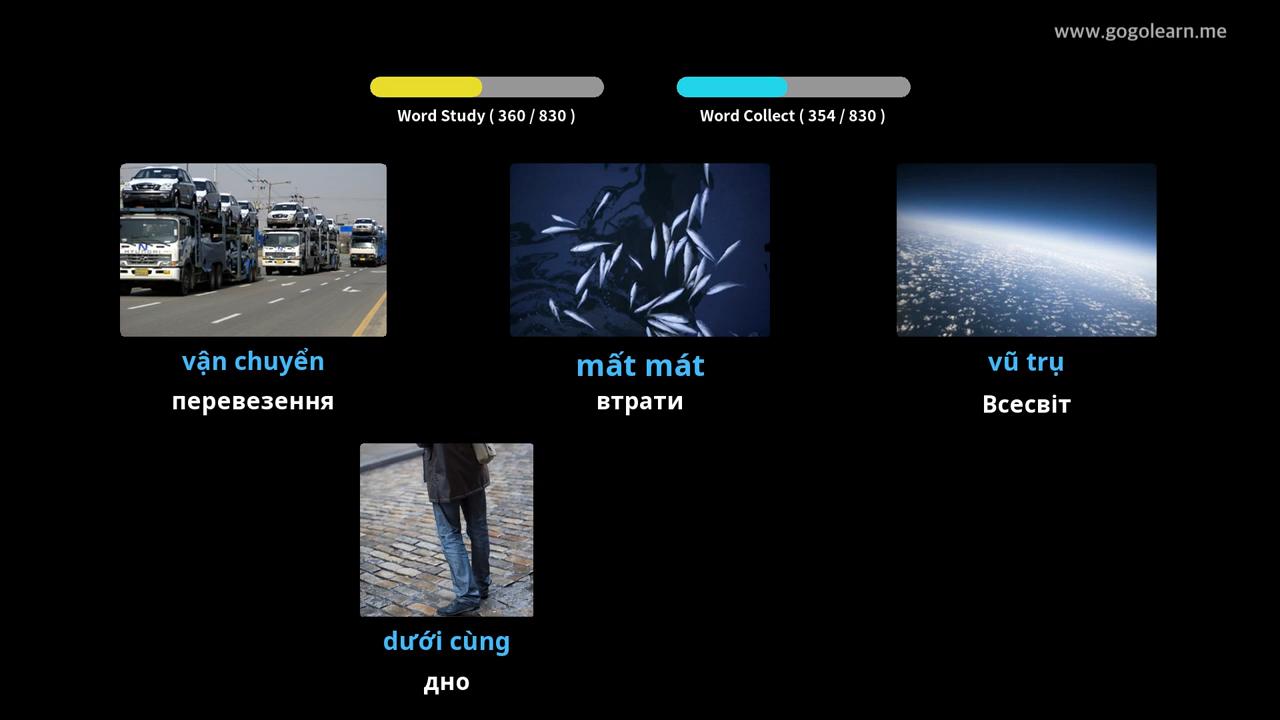 www.gogolearn.me
Word Study ( 360 / 830 )
Word Collect ( 354 / 830 )
vận chuyển
перевезення
mất mát
втрати
vũ trụ
Всесвіт
dưới cùng
дно